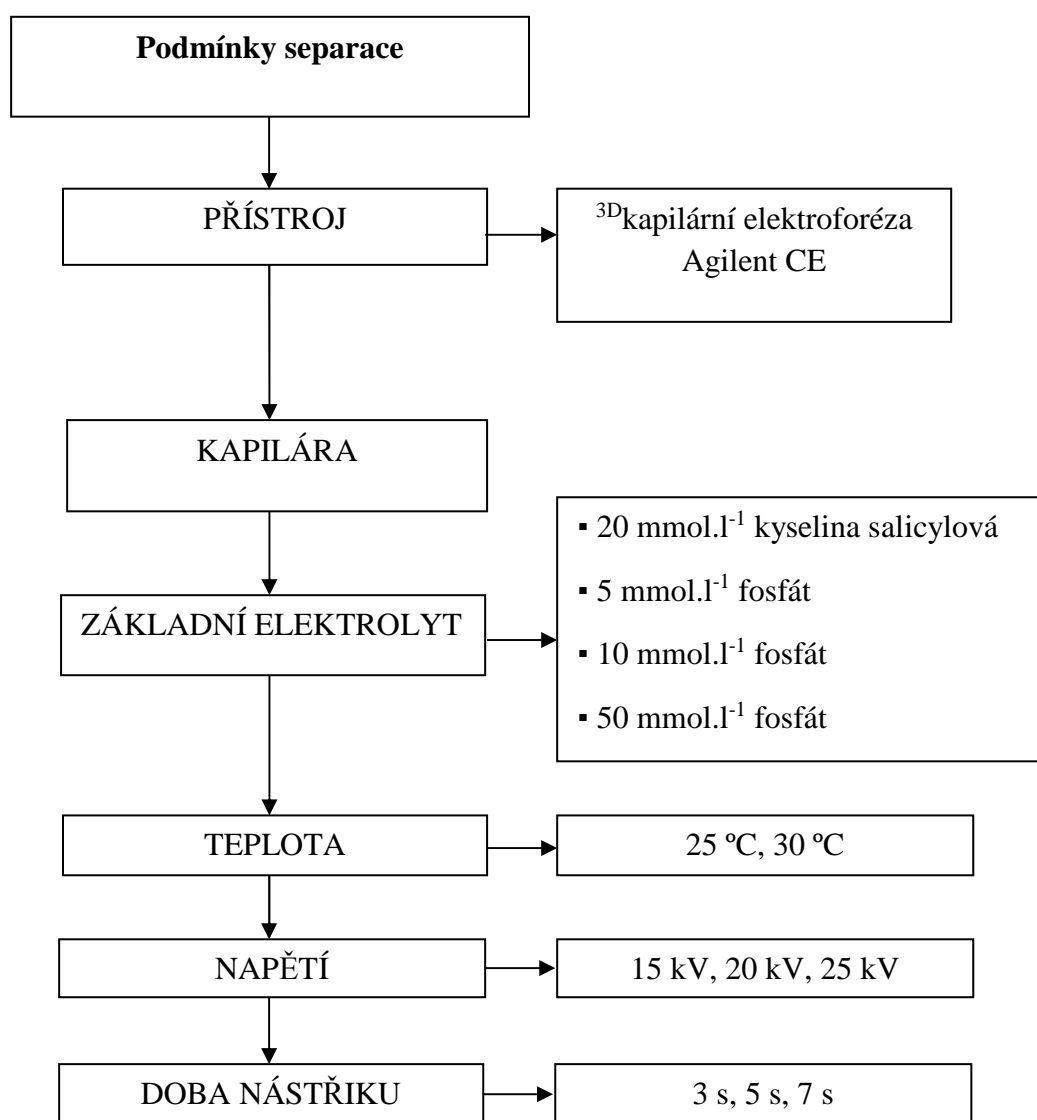 Podmínky separace
PŘÍSTROJ
3Dkapilární elektroforéza
Agilent CE
KAPILÁRA
ZÁKLADNÍ ELEKTROLYT
▪ 20 mmol.l-1 kyselina salicylová
▪ 5 mmol.l-1 fosfát
▪ 10 mmol.l-1 fosfát
▪ 50 mmol.l-1 fosfát
TEPLOTA
25 ºC, 30 ºC
NAPĚTÍ
15 kV, 20 kV, 25 kV
DOBA NÁSTŘIKU
3 s, 5 s, 7 s